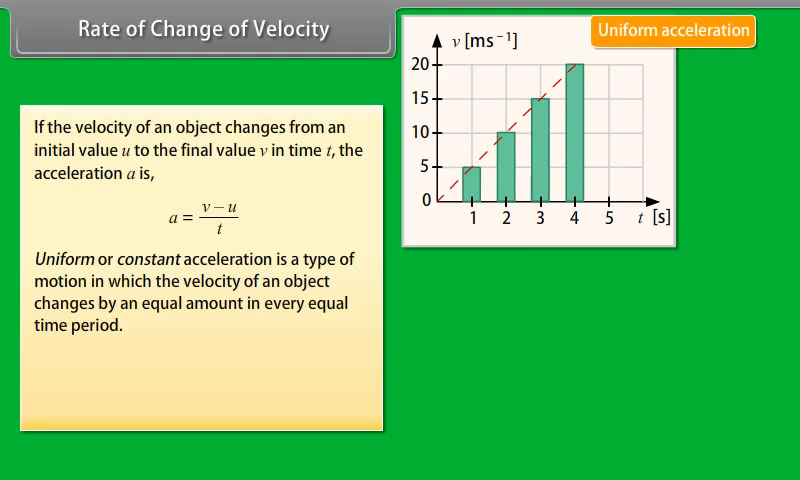 Rate of Change of Velocity
Uniform acceleration
If the velocity of an object changes from an
initial value u to the final value v in time t, the
acceleration a is,
a = v − u / t
Uniform or constant acceleration is a type of
motion in which the velocity of an object
changes by an equal amount in every equal
time period.
v [ms⁻¹]
20
15
10
5
0
1 2 3 4 5 t [s]